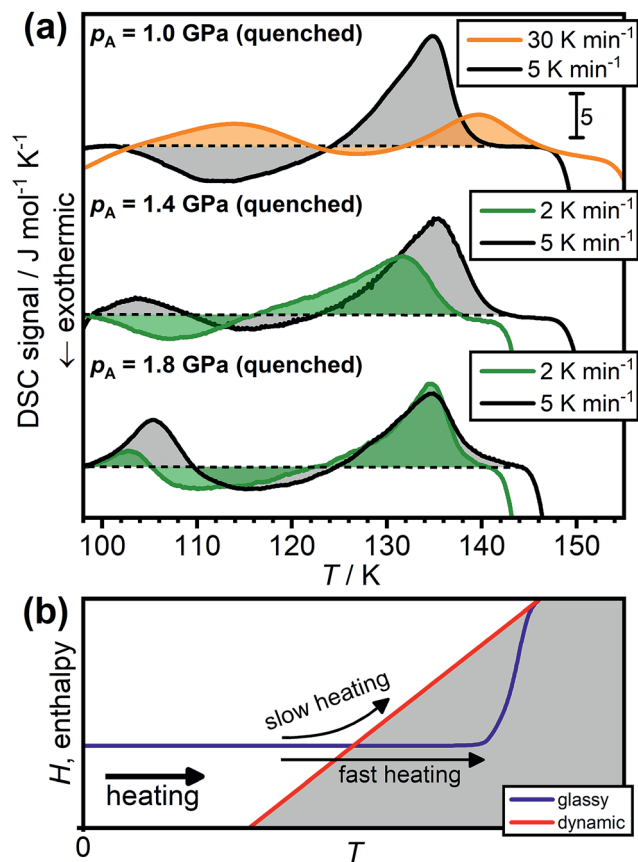 (a)
p_A = 1.0 GPa (quenched)
30 K min⁻¹
5 K min⁻¹
5
p_A = 1.4 GPa (quenched)
2 K min⁻¹
5 K min⁻¹
p_A = 1.8 GPa (quenched)
2 K min⁻¹
5 K min⁻¹
DSC signal / J mol⁻¹ K⁻¹
← exothermic
100 110 120 130 140 150
T / K
(b)
H, enthalpy
slow heating
fast heating
heating
glassy
dynamic
0
T